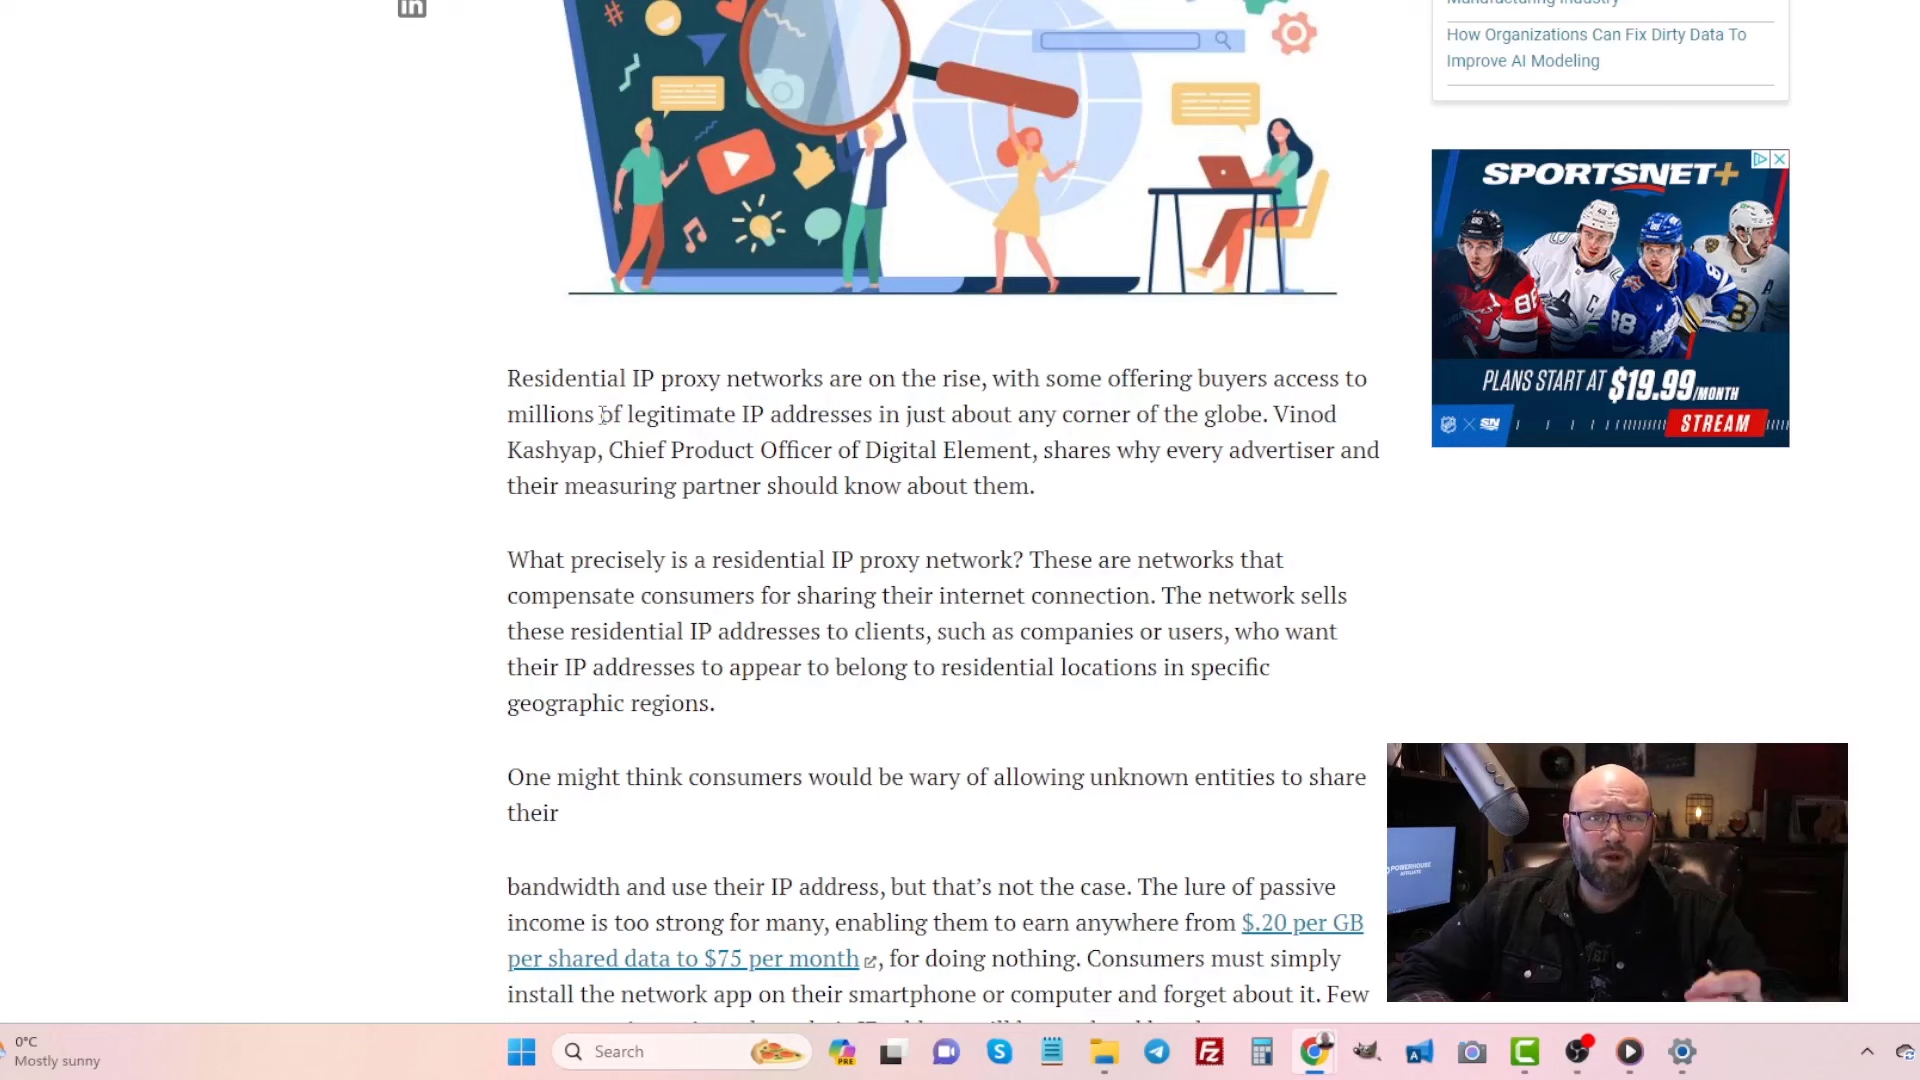 in
Manufacturing Industry
How Organizations Can Fix Dirty Data To
Improve AI Modeling
SPORTSNET+
PLANS START AT $19.99/MONTH
NHL X SN
STREAM
Residential IP proxy networks are on the rise, with some offering buyers access to
millions of legitimate IP addresses in just about any corner of the globe. Vinod
Kashyap, Chief Product Officer of Digital Element, shares why every advertiser and
their measuring partner should know about them.
What precisely is a residential IP proxy network? These are networks that
compensate consumers for sharing their internet connection. The network sells
these residential IP addresses to clients, such as companies or users, who want
their IP addresses to appear to belong to residential locations in specific
geographic regions.
One might think consumers would be wary of allowing unknown entities to share
their
bandwidth and use their IP address, but that’s not the case. The lure of passive
income is too strong for many, enabling them to earn anywhere from $.20 per GB
per shared data to $75 per month, for doing nothing. Consumers must simply
install the network app on their smartphone or computer and forget about it. Few
POWERHOUSE
AFFILIATE
0°C
Mostly sunny
Search
PRE